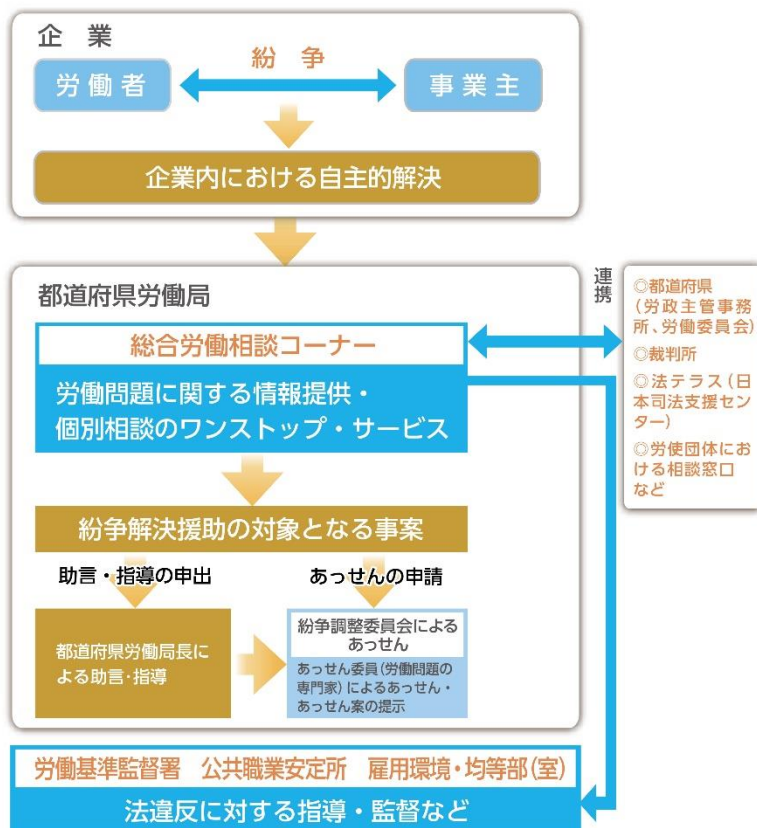 企 業
紛 争
労 働 者
事 業 主
企業内における自主的解決
都道府県労働局
総合労働相談コーナー
労働問題に関する情報提供・
個別相談のワンストップ・サービス
紛争解決援助の対象となる事案
助言・指導の申出
あっせんの申請
都道府県労働局長に
よる助言・指導
紛争調整委員会による
あっせん
あっせん委員(労働問題の
専門家)によるあっせん・
あっせん案の提示
連携
◎都道府県
(労政主管事務
所、労働委員会)
◎裁判所
◎法テラス(日
本司法支援セン
ター)
◎労使団体にお
ける相談窓口
など
労働基準監督署 公共職業安定所 雇用環境・均等部(室)
法違反に対する指導・監督など